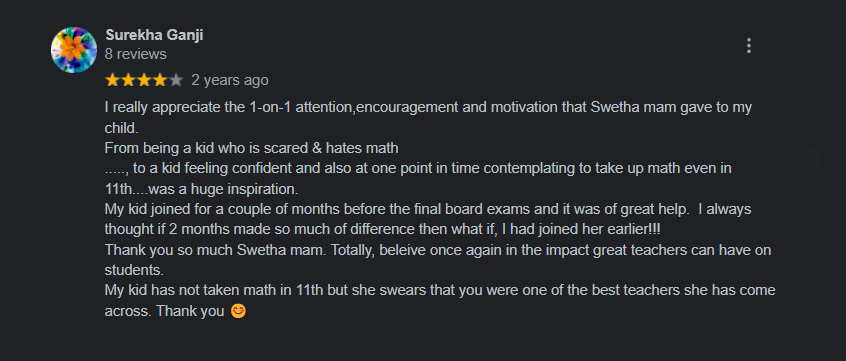 Surekha Ganji
8 reviews
2 years ago
I really appreciate the 1-on-1 attention,encouragement and motivation that Swetha mam gave to my
child.
From being a kid who is scared & hates math
....., to a kid feeling confident and also at one point in time contemplating to take up math even in
11th....was a huge inspiration.
My kid joined for a couple of months before the final board exams and it was of great help.  I always
thought if 2 months made so much of difference then what if, I had joined her earlier!!!
Thank you so much Swetha mam. Totally, beleive once again in the impact great teachers can have on
students.
My kid has not taken math in 11th but she swears that you were one of the best teachers she has come
across. Thank you 😊